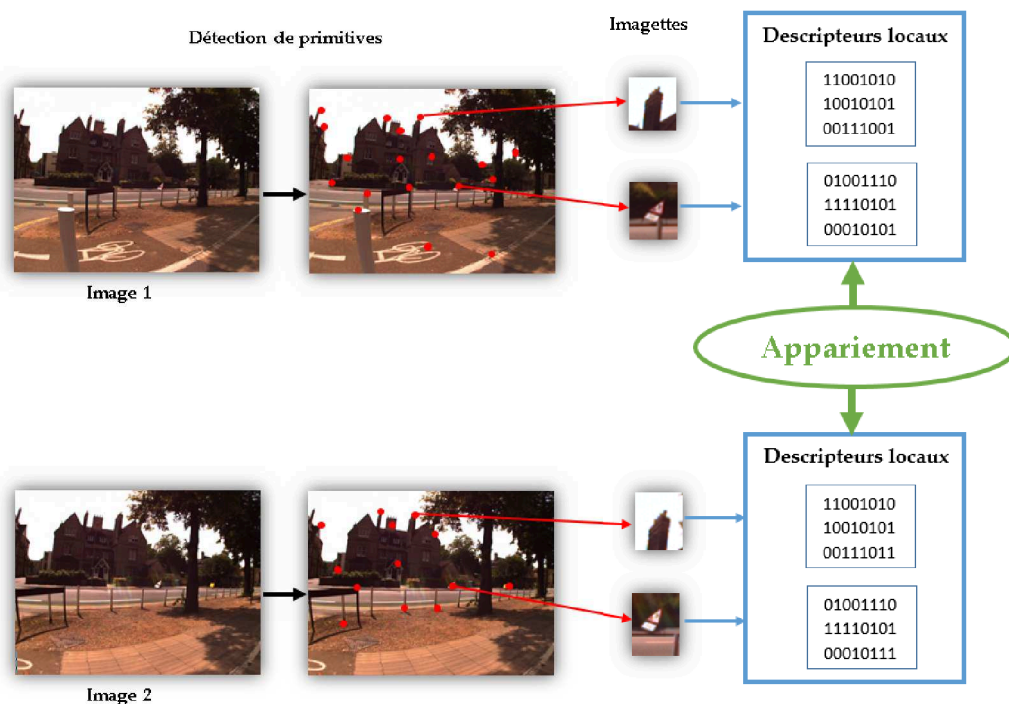 Détection de primitives
Imagettes
Descripteurs locaux
11001010
10010101
00111001
01001110
11110101
00010101
Image 1
Appariement
Descripteurs locaux
11001010
10010101
00111011
01001110
11110101
00010111
Image 2